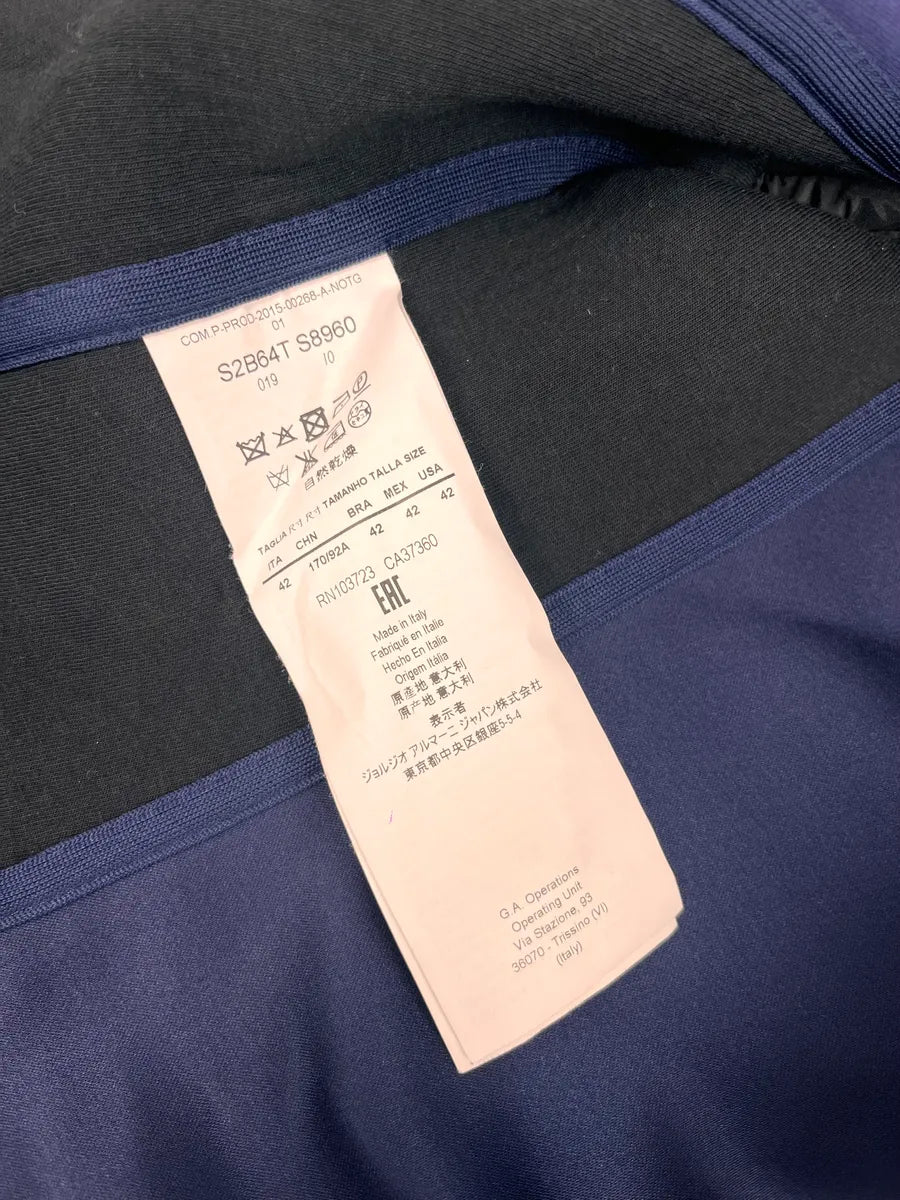 COM.P-PROD-2015-00268-A-NOTG
01
S2B64T S8960
019 10
自然乾燥
TAGLIA 尺寸 尺寸 TAMANHO TALLA SIZE
ITA CHN BRA MEX USA
42 170/92A 42 42 42
RN103723 CA37360
EAC
Made in Italy
Fabriqué en Italie
Hecho En Italia
Origem Itália
原産地 意大利
原产地 意大利
表示者
ジョルジオ アルマーニ ジャパン株式会社
東京都中央区銀座5-5-4
G.A. Operations
Operating Unit
Via Stazione, 93
36070 - Trissino (VI)
(Italy)